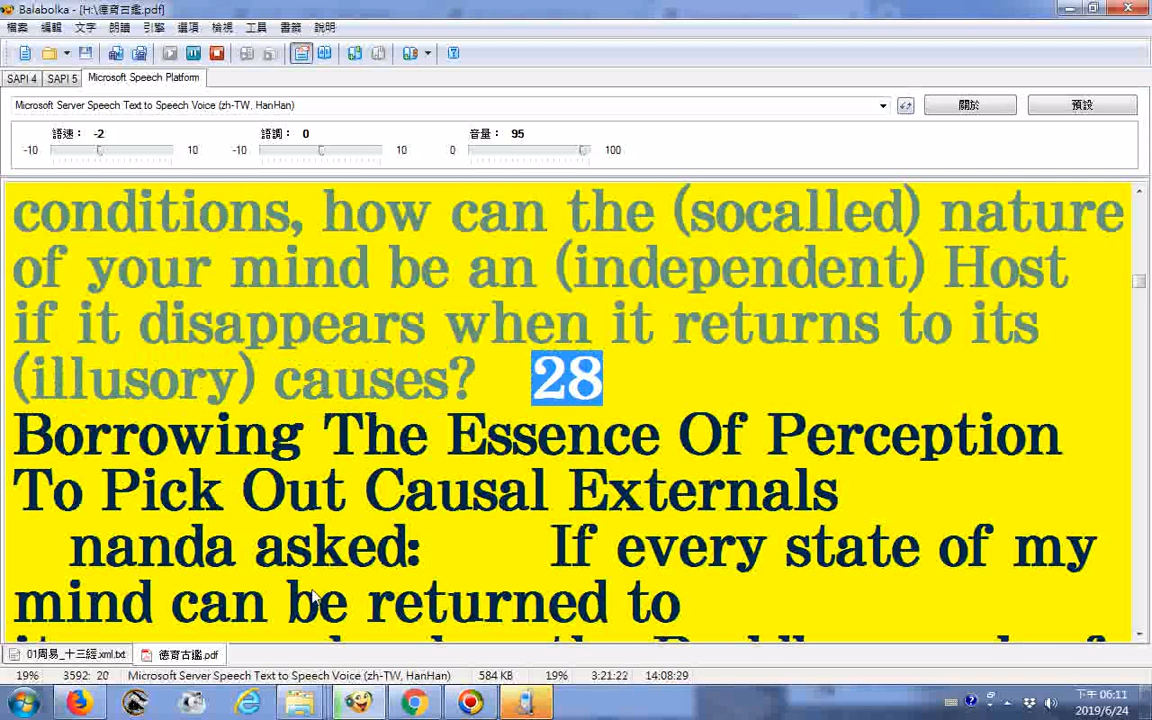 Balabolka - [H:\德育古鑑.pdf]
檔案 編輯 文字 朗讀 引擎 選項 檢視 工具 書籤 說明
SAPI 4 SAPI 5 Microsoft Speech Platform
Microsoft Server Speech Text to Speech Voice (zh-TW, HanHan) 關於 預設
語速： -2 語調： 0 音量： 95
-10 10 -10 10 0 100
conditions, how can the (socalled) nature
of your mind be an (independent) Host
if it disappears when it returns to its
(illusory) causes? 28
Borrowing The Essence Of Perception
To Pick Out Causal Externals
nanda asked: If every state of my
mind can be returned to
01周易_十三經.xml.txt 德育古鑑.pdf
19% 3592: 20 Microsoft Server Speech Text to Speech Voice (zh-TW, HanHan) 584 KB 19% 3:21:22 14:08:29
下午 06:11
2019/6/24